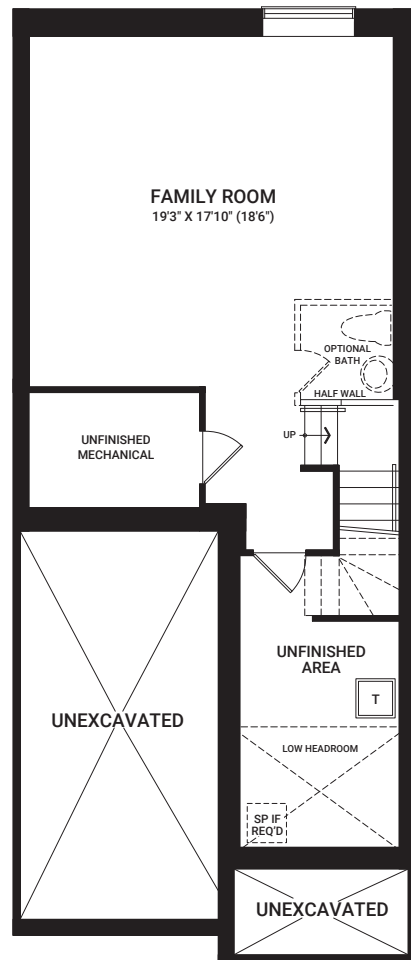 FAMILY ROOM
19'3" X 17'10" (18'6")
OPTIONAL
BATH
HALF WALL
UP
UNFINISHED
MECHANICAL
UNFINISHED
AREA
T
UNEXCAVATED
LOW HEADROOM
SP IF
REQ'D
UNEXCAVATED